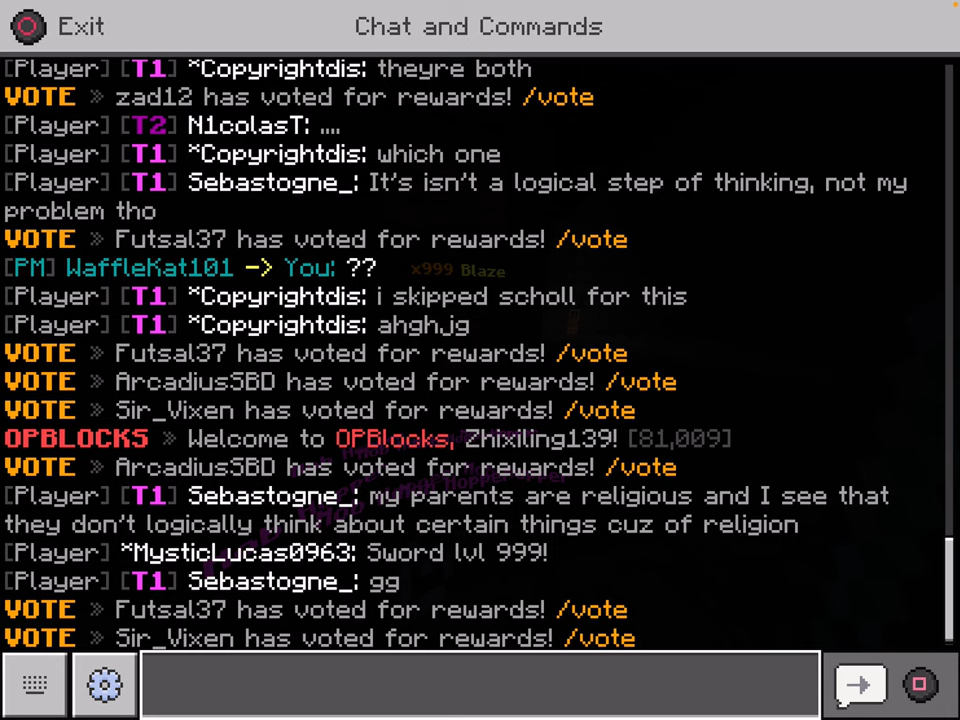 Exit
Chat and Commands
[Player] [T1] *Copyrightdis: theyre both
VOTE » zad12 has voted for rewards! /vote
[Player] [T2] N1colasT: ....
[Player] [T1] *Copyrightdis: which one
[Player] [T1] Sebastogne_: It's isn't a logical step of thinking, not my
problem tho
VOTE » Futsal37 has voted for rewards! /vote
[PM] WaffleKat101 -> You: ??
x999 Blaze
[Player] [T1] *Copyrightdis: i skipped scholl for this
[Player] [T1] *Copyrightdis: ahghjg
VOTE » Futsal37 has voted for rewards! /vote
VOTE » ArcadiusSBD has voted for rewards! /vote
VOTE » Sir_Vixen has voted for rewards! /vote
OPBLOCKS » Welcome to OPBlocks, Zhixiling139! [81,009]
VOTE » ArcadiusSBD has voted for rewards! /vote
[Player] [T1] Sebastogne_: my parents are religious and I see that
they don't logically think about certain things cuz of religion
[Player] *MysticLucas0963: Sword lvl 999!
[Player] [T1] Sebastogne_: gg
VOTE » Futsal37 has voted for rewards! /vote
VOTE » Sir_Vixen has voted for rewards! /vote